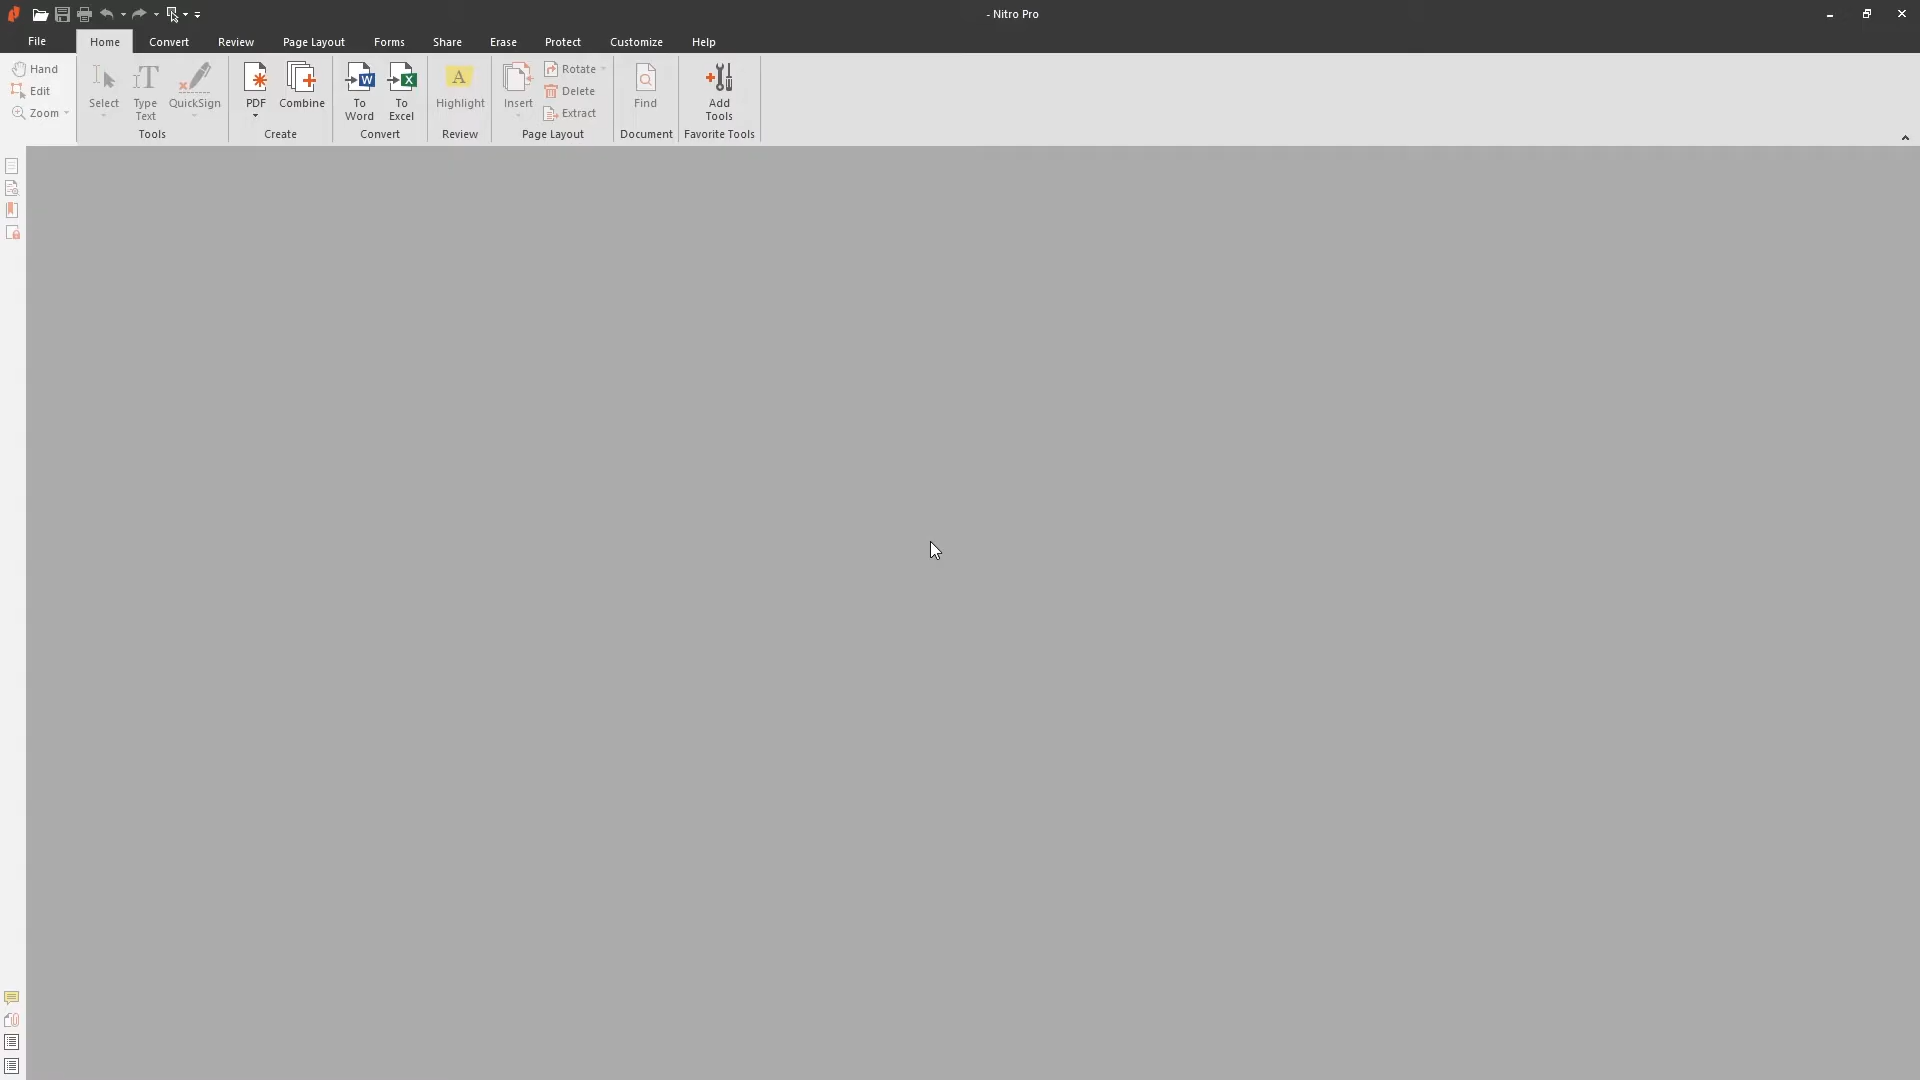 - Nitro Pro
File Home Convert Review Page Layout Forms Share Erase Protect Customize Help
Hand
Edit
Zoom
Select
Type Text
QuickSign
Tools
PDF
Combine
Create
To Word
To Excel
Convert
Highlight
Review
Insert
Rotate
Delete
Extract
Page Layout
Find
Document
Add Tools
Favorite Tools